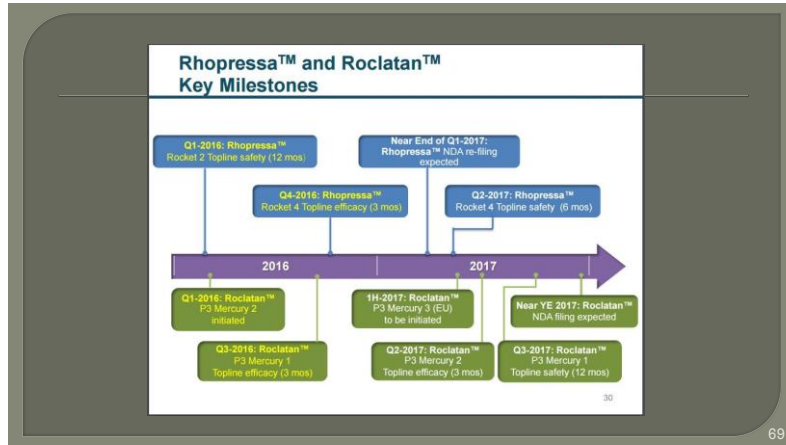 Rhopressa™ and Roclatan™
Key Milestones
Q1-2016: Rhopressa™
Rocket 2 Topline safety (12 mos)
Near End of Q1-2017:
Rhopressa™ NDA re-filing
expected
Q4-2016: Rhopressa™
Rocket 4 Topline efficacy (3 mos)
Q2-2017: Rhopressa™
Rocket 4 Topline safety (6 mos)
2016
2017
Q1-2016: Roclatan™
P3 Mercury 2
initiated
1H-2017: Roclatan™
P3 Mercury 3 (EU)
to be initiated
Near YE 2017: Roclatan™
NDA filing expected
Q3-2016: Roclatan™
P3 Mercury 1
Topline efficacy (3 mos)
Q2-2017: Roclatan™
P3 Mercury 2
Topline efficacy (3 mos)
Q3-2017: Roclatan™
P3 Mercury 1
Topline safety (12 mos)
30
69